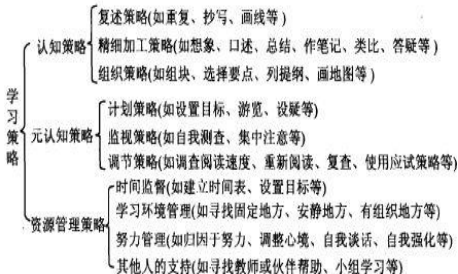 复述策略(如重复、抄写、画线等)
认知策略
精细加工策略(如想象、口述、总结、作笔记、类比、答疑等)
组织策略(如组块、选择要点、列提纲、画地图等)
学习策略
计划策略(如设置目标、游览、设疑等)
元认知策略
监视策略(如自我测查、集中注意等)
调节策略(如调查阅读速度、重新阅读、复查、使用应试策略等)
时间监督(如建立时间表、设置目标等)
学习环境管理(如寻找固定地方、安静地方、有组织地方等)
资源管理策略
努力管理(如归因于努力、调整心境、自我谈话、自我强化等)
其他人的支持(如寻找教师或伙伴帮助、小组学习等)